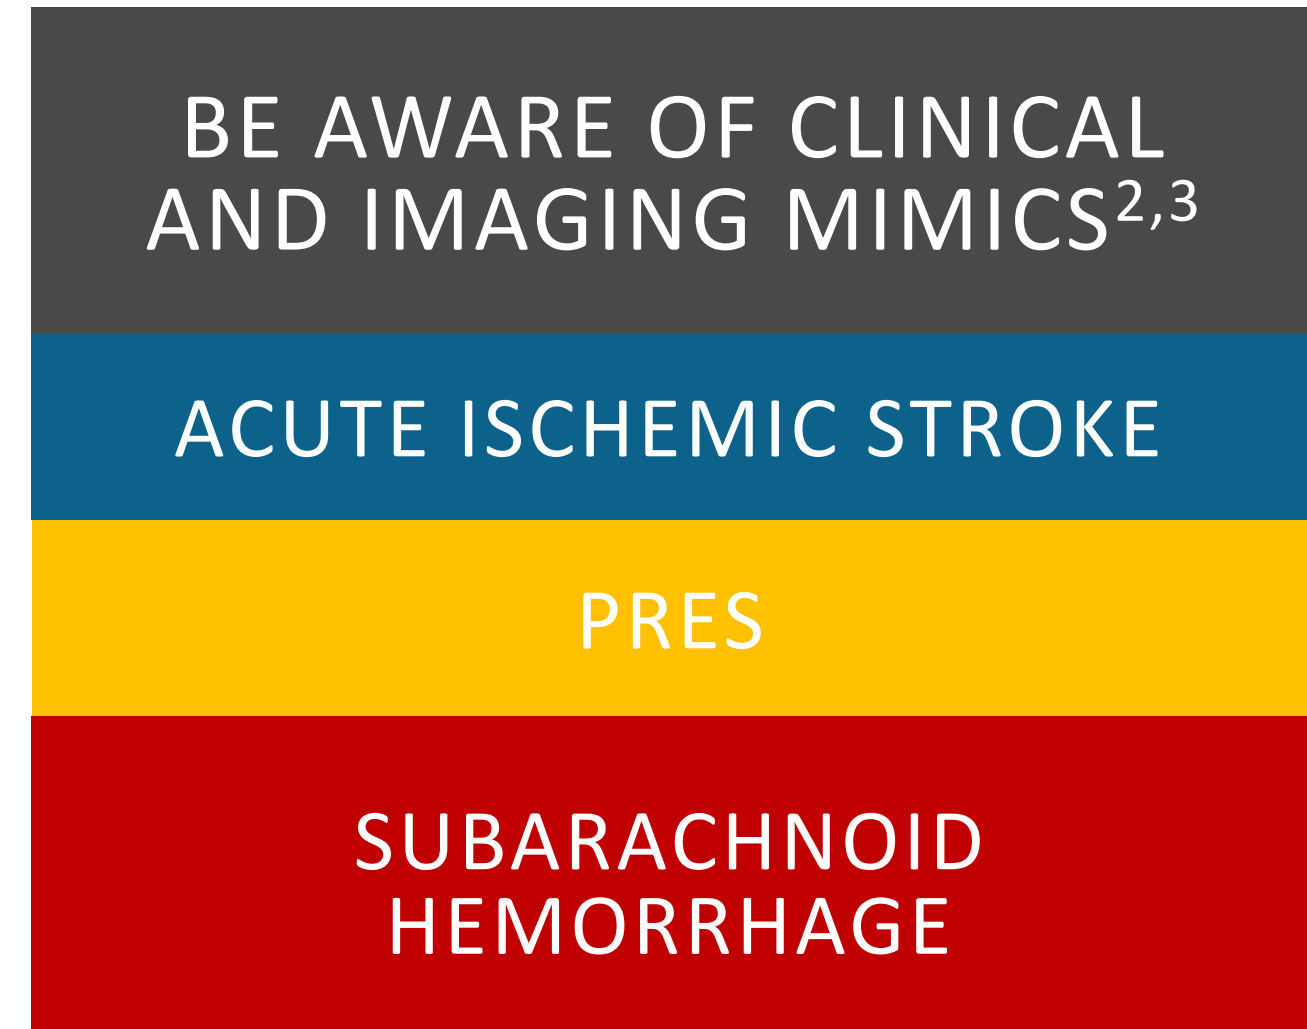 BE AWARE OF CLINICAL
AND IMAGING MIMICS2,3
ACUTE ISCHEMIC STROKE
PRES
SUBARACHNOID
HEMORRHAGE